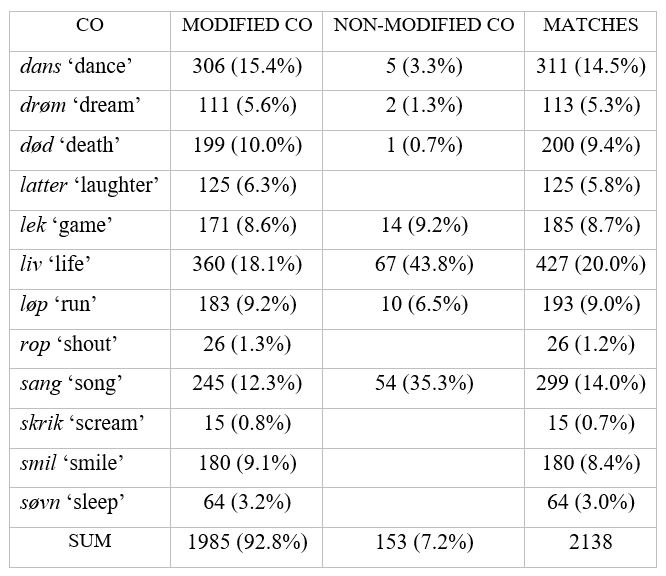 CO MODIFIED CO NON-MODIFIED CO MATCHES
dans ‘dance’ 306 (15.4%) 5 (3.3%) 311 (14.5%)
drøm ‘dream’ 111 (5.6%) 2 (1.3%) 113 (5.3%)
død ‘death’ 199 (10.0%) 1 (0.7%) 200 (9.4%)
latter ‘laughter’ 125 (6.3%) 125 (5.8%)
lek ‘game’ 171 (8.6%) 14 (9.2%) 185 (8.7%)
liv ‘life’ 360 (18.1%) 67 (43.8%) 427 (20.0%)
løp ‘run’ 183 (9.2%) 10 (6.5%) 193 (9.0%)
rop ‘shout’ 26 (1.3%) 26 (1.2%)
sang ‘song’ 245 (12.3%) 54 (35.3%) 299 (14.0%)
skrik ‘scream’ 15 (0.8%) 15 (0.7%)
smil ‘smile’ 180 (9.1%) 180 (8.4%)
søvn ‘sleep’ 64 (3.2%) 64 (3.0%)
SUM 1985 (92.8%) 153 (7.2%) 2138